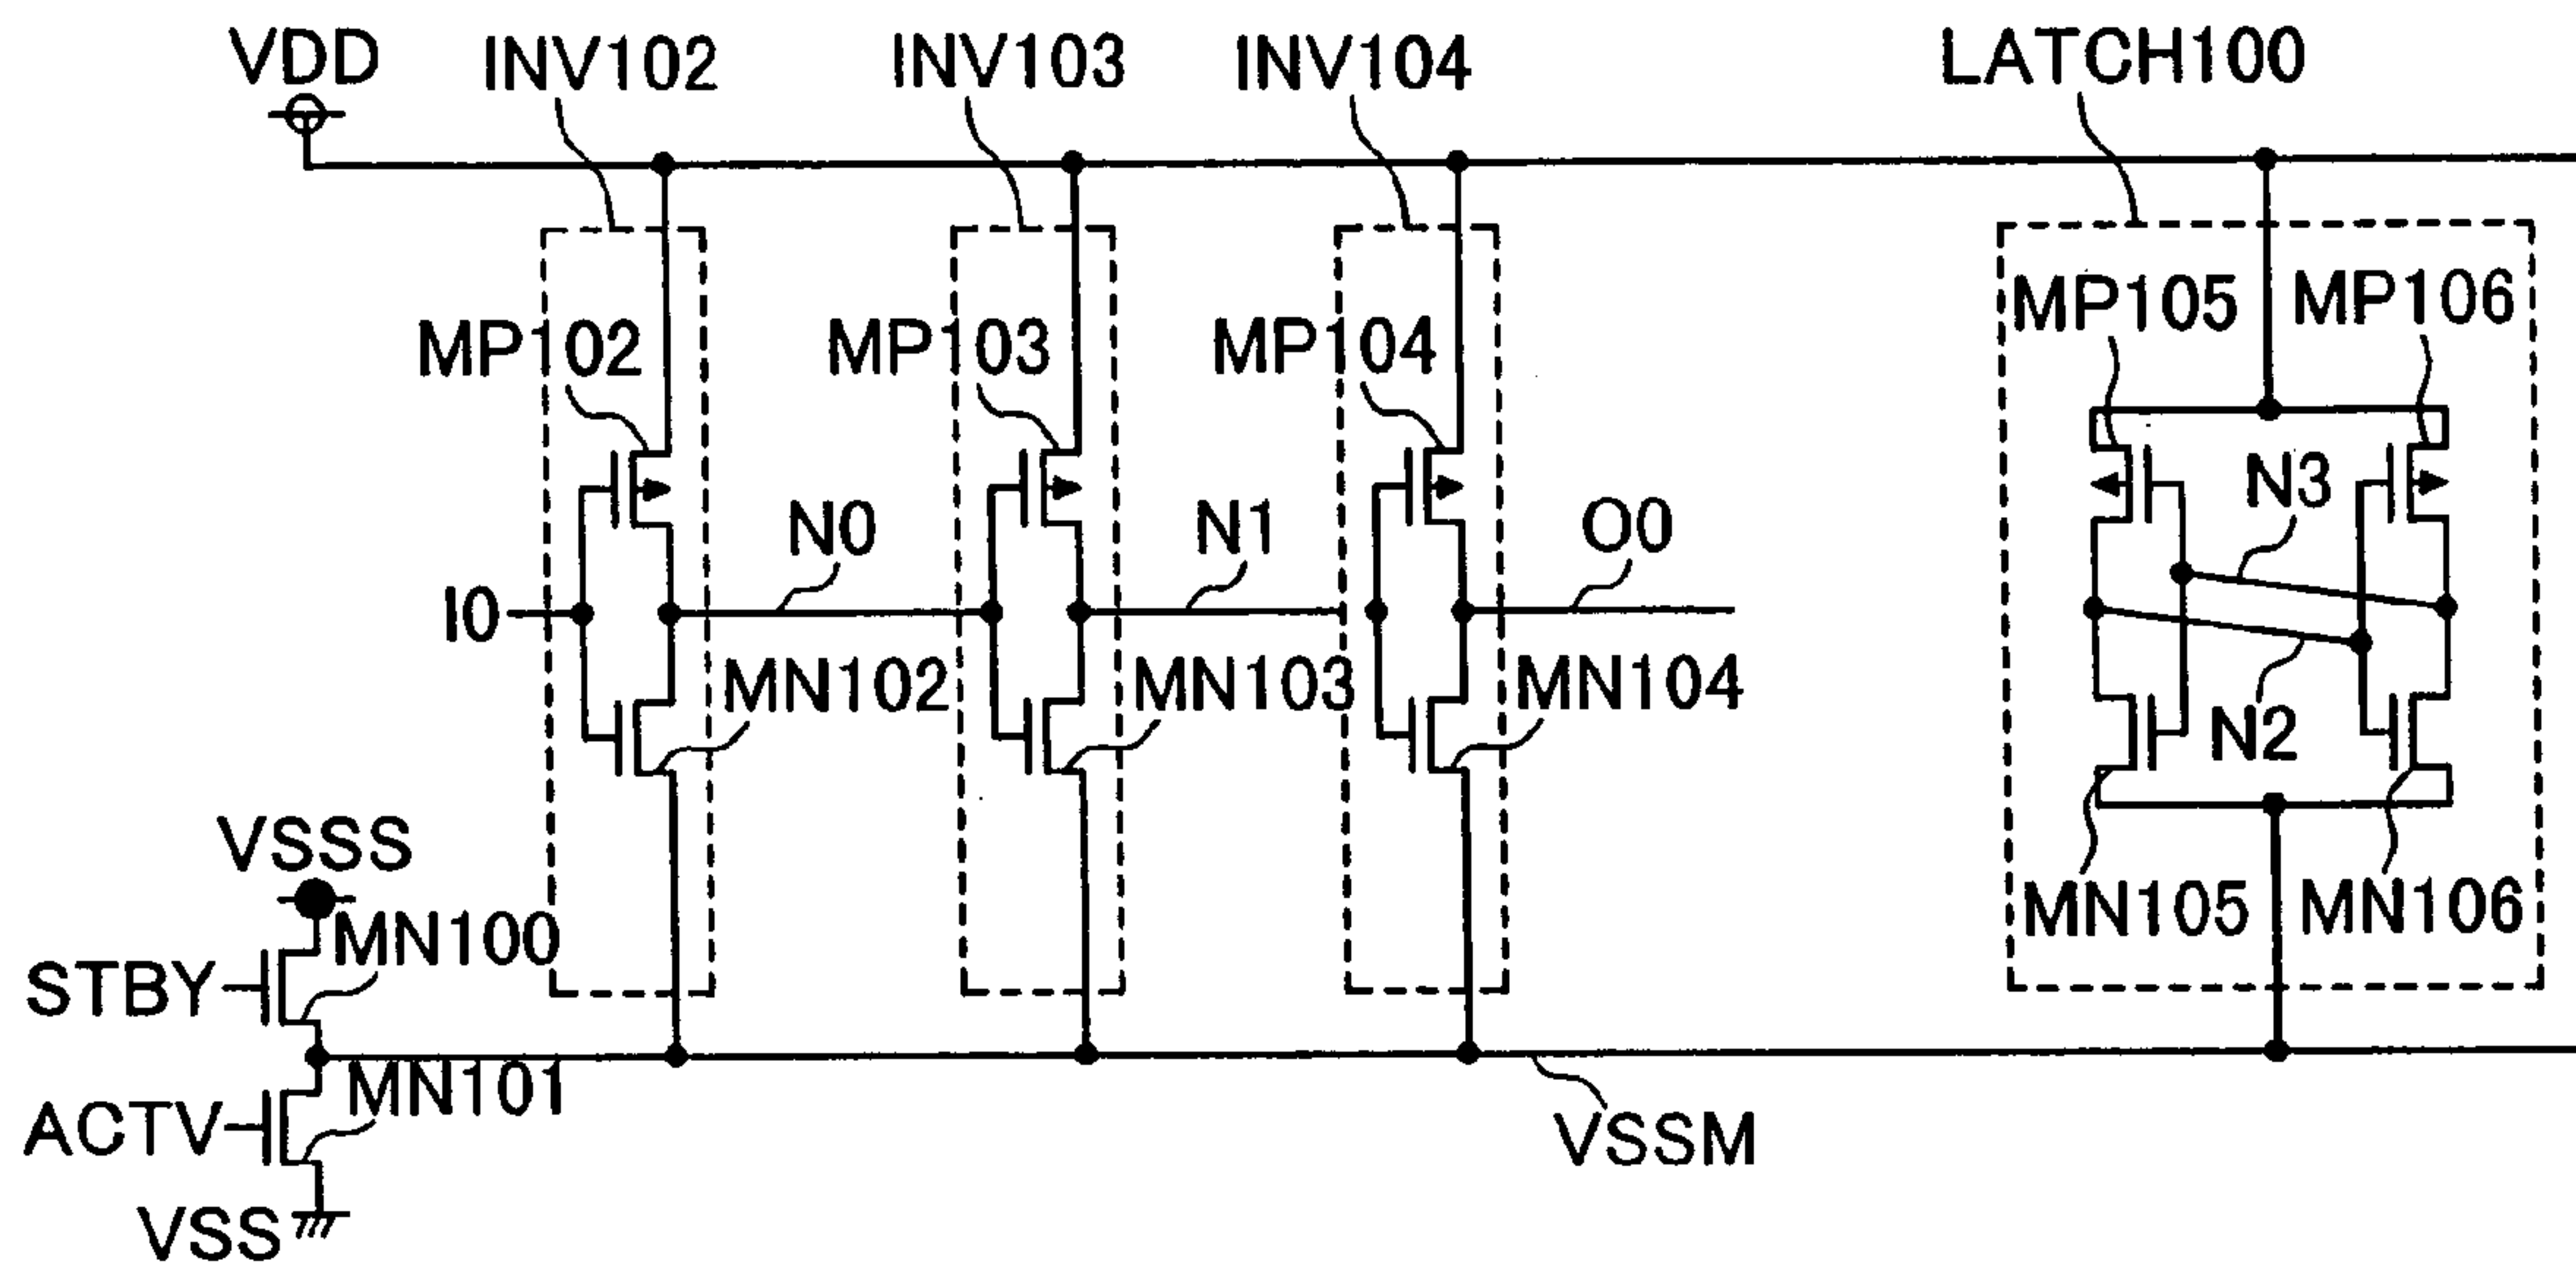 VDD
INV102
INV103
INV104
LATCH100
MP105
MP106
MP102
MP103
MP104
N3
N0
N1
O0
I0
MN102
MN103
MN104
N2
VSSS
MN105
MN106
MN100
STBY
MN101
ACTV
VSSM
VSS